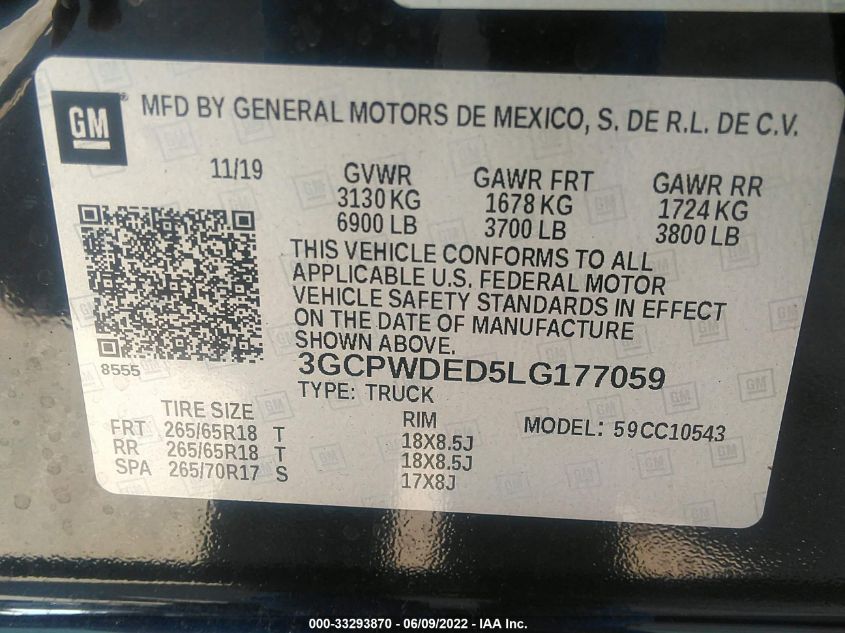 GM
MFD BY GENERAL MOTORS DE MEXICO, S. DE R.L. DE C.V.
11/19 GVWR GAWR FRT GAWR RR
3130 KG 1678 KG 1724 KG
6900 LB 3700 LB 3800 LB
THIS VEHICLE CONFORMS TO ALL
APPLICABLE U.S. FEDERAL MOTOR
VEHICLE SAFETY STANDARDS IN EFFECT
ON THE DATE OF MANUFACTURE
SHOWN ABOVE.
8555
3GCPWDED5LG177059
TYPE: TRUCK
TIRE SIZE RIM MODEL: 59CC10543
FRT 265/65R18 T 18X8.5J
RR 265/65R18 T 18X8.5J
SPA 265/70R17 S 17X8J
000-33293870 - 06/09/2022 - IAA Inc.